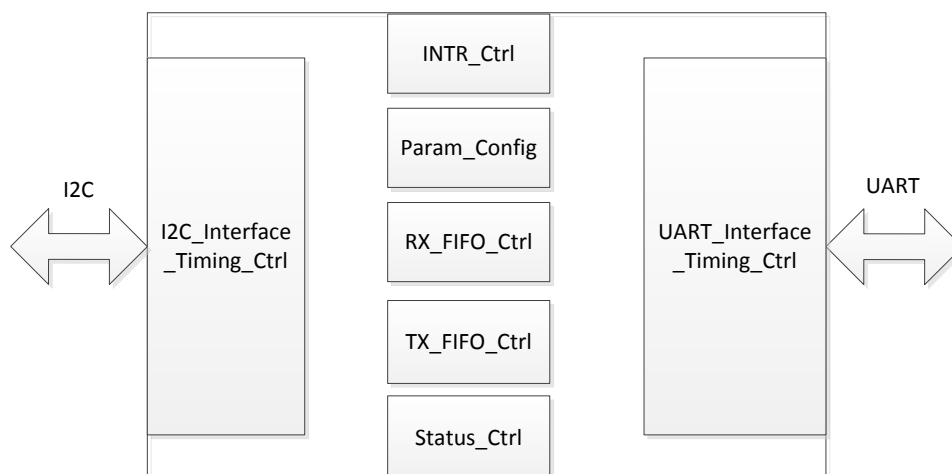 INTR_Ctrl
Param_Config
I2C
UART
I2C_Interface
_Timing_Ctrl
RX_FIFO_Ctrl
UART_Interface
_Timing_Ctrl
TX_FIFO_Ctrl
Status_Ctrl